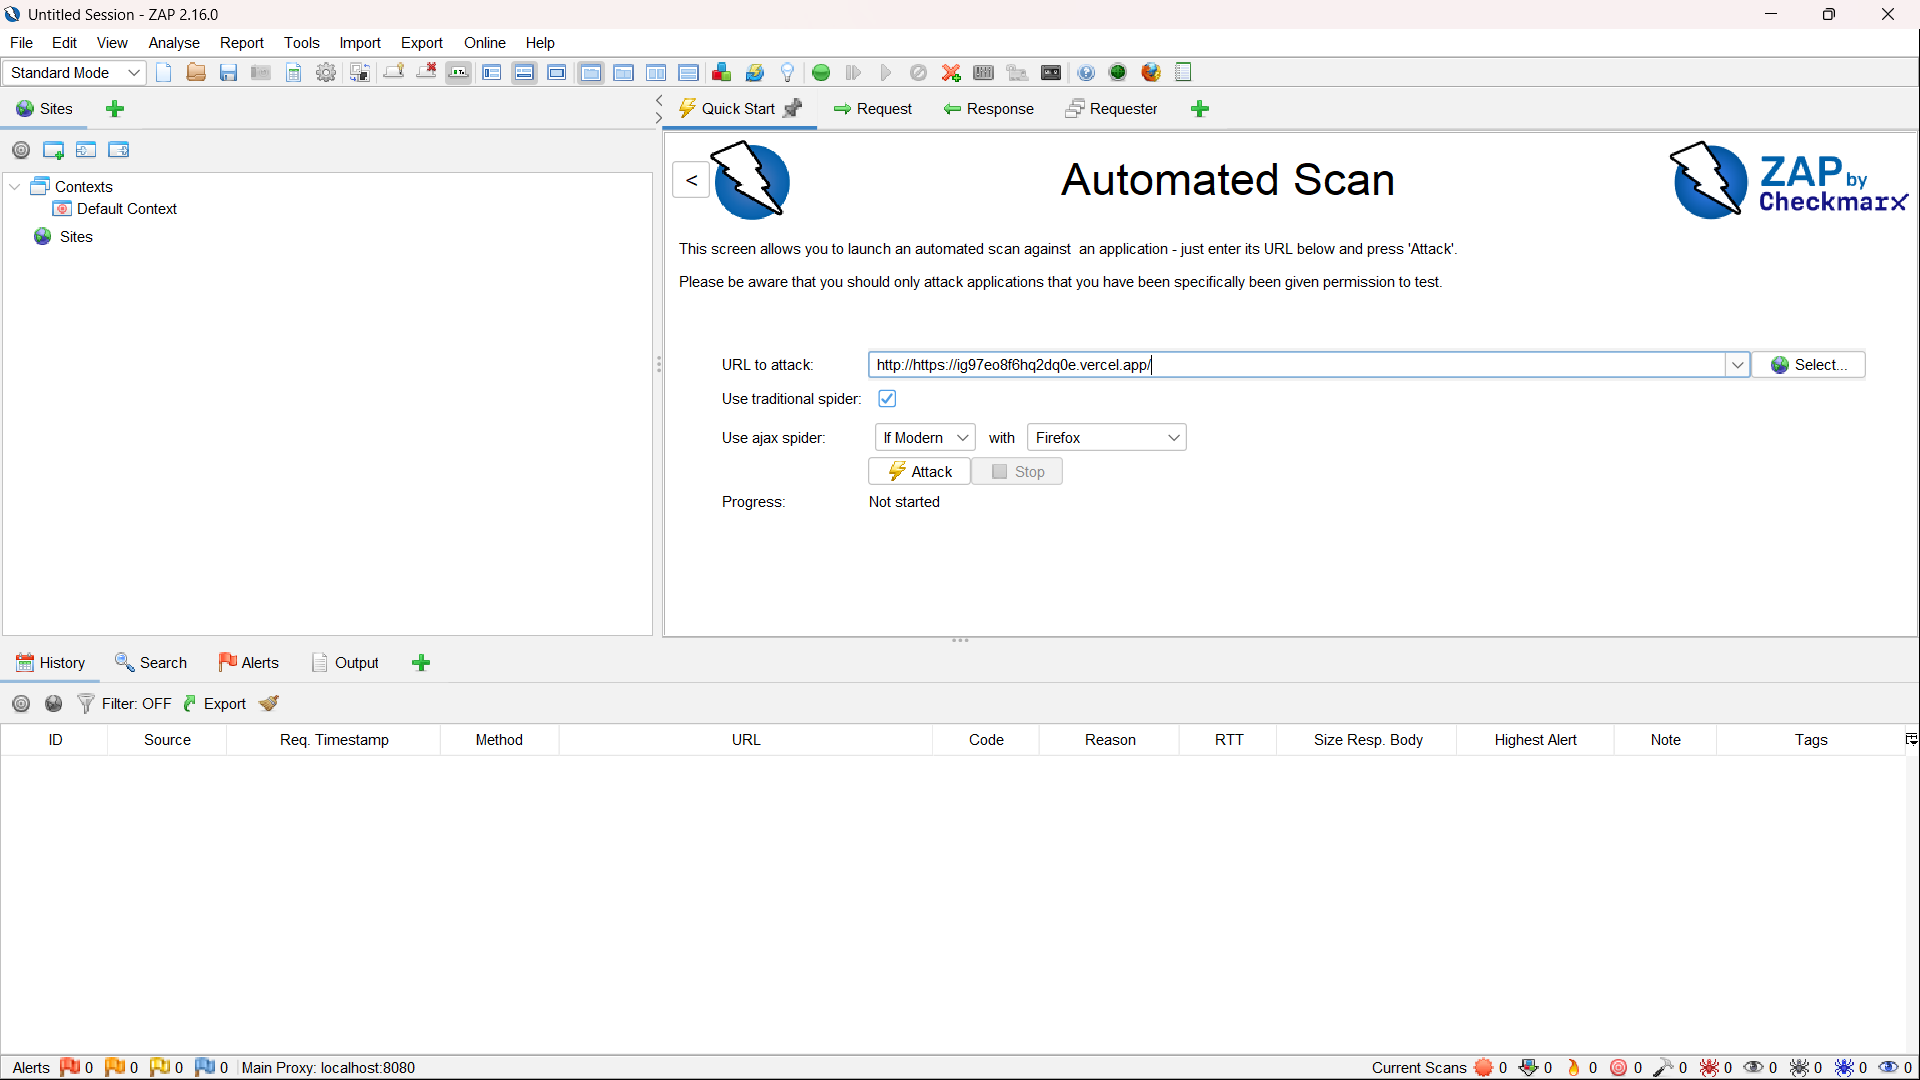 Untitled Session - ZAP 2.16.0
File Edit View Analyse Report Tools Import Export Online Help
Standard Mode
Sites
Quick Start Request Response Requester
Contexts
Default Context
Sites
<
Automated Scan
ZAP by
Checkmarx
This screen allows you to launch an automated scan against  an application - just enter its URL below and press 'Attack'.
Please be aware that you should only attack applications that you have been specifically been given permission to test.
URL to attack: http://https://ig97eo8f6hq2dq0e.vercel.app/ Select...
Use traditional spider:
Use ajax spider: If Modern with Firefox
Attack Stop
Progress: Not started
History Search Alerts Output
Filter: OFF Export
ID Source Req. Timestamp Method URL Code Reason RTT Size Resp. Body Highest Alert Note Tags
Alerts 0 0 0 0 Main Proxy: localhost:8080 Current Scans 0 0 0 0 0 0 0 0 0 0